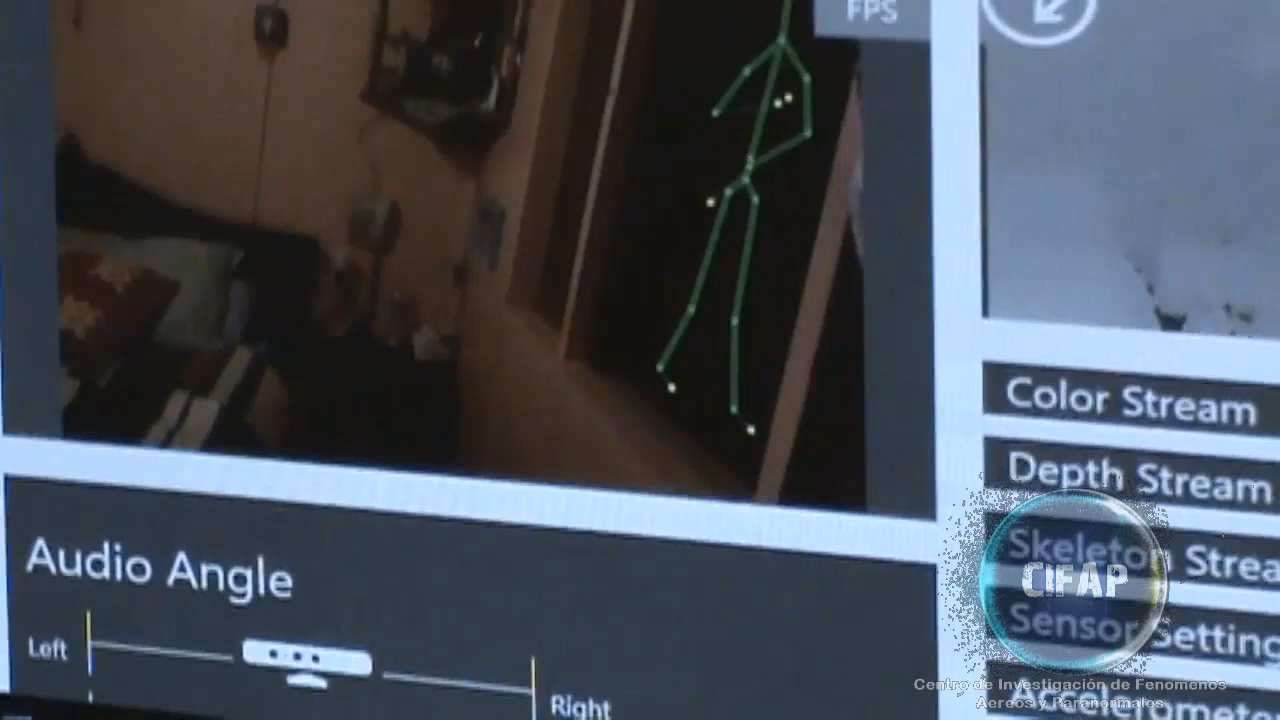 FPS
Color Stream
Depth Stream
Skeleton Strea
Sensor Setting
Accelerometer
Audio Angle
Left
Right
CIFAP
Centro de Investigación de Fenomenos
Aereos y Paranormales